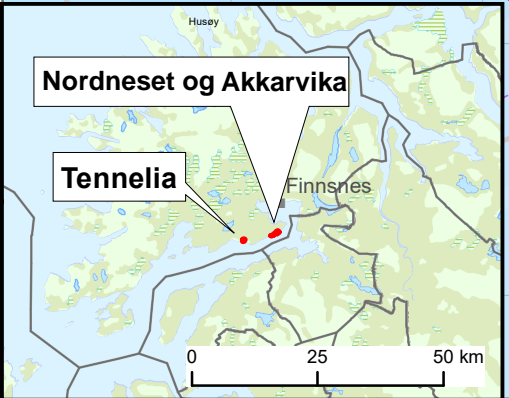 Husøy
Nordneset og Akkarvika
Tennelia
Finnsnes
0 25 50 km